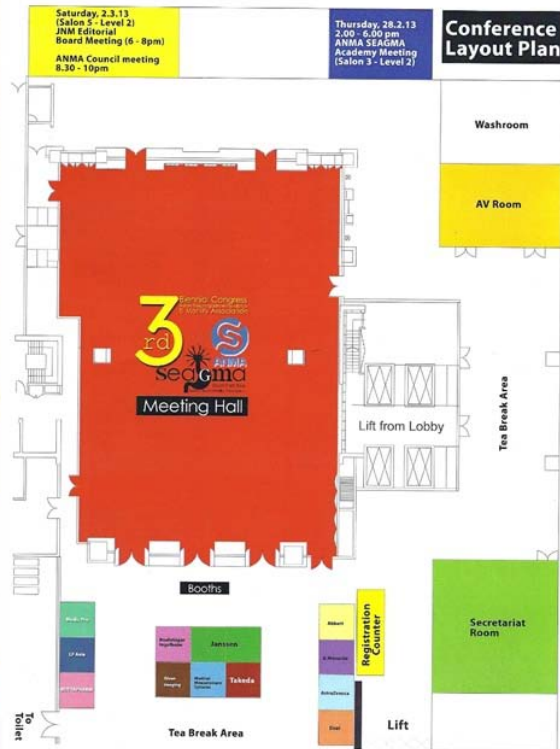 Saturday, 2.3.13
(Salon 5 - Level 2)
JNM Editorial
Board Meeting (6 - 8pm)
ANMA Council meeting
8.30 - 10pm
Thursday, 28.2.13
2.00 - 6.00 pm
ANMA SEAGMA
Academy Meeting
(Salon 3 - Level 2)
Conference
Layout Plan
Washroom
AV Room
3rd
Congress
ANMA
seagma
Meeting Hall
Lift from Lobby
Tea Break Area
Booths
Registration
Counter
Secretariat
Room
Janssen
Takeda
Abbott
To
Toilet
Tea Break Area
Lift